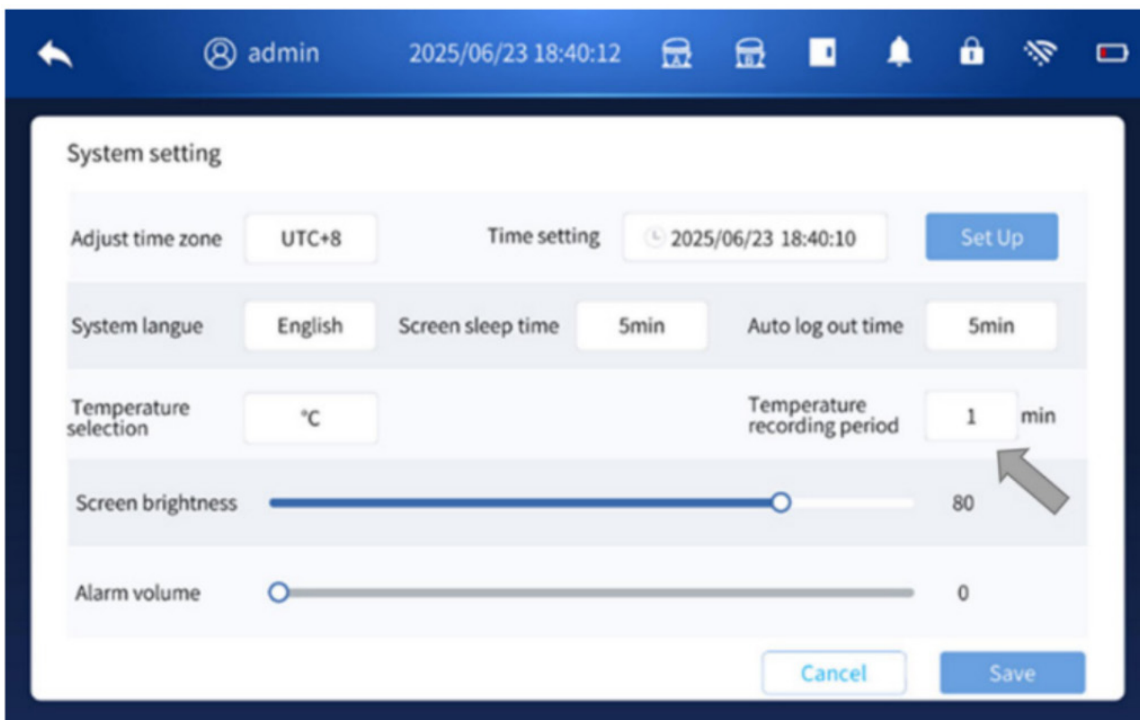 admin 2025/06/23 18:40:12 A B
System setting
Adjust time zone UTC+8 Time setting 2025/06/23 18:40:10 Set Up
System langue English Screen sleep time 5min Auto log out time 5min
Temperature
selection
℃
Temperature
recording period
1 min
Screen brightness 80
Alarm volume 0
Cancel Save